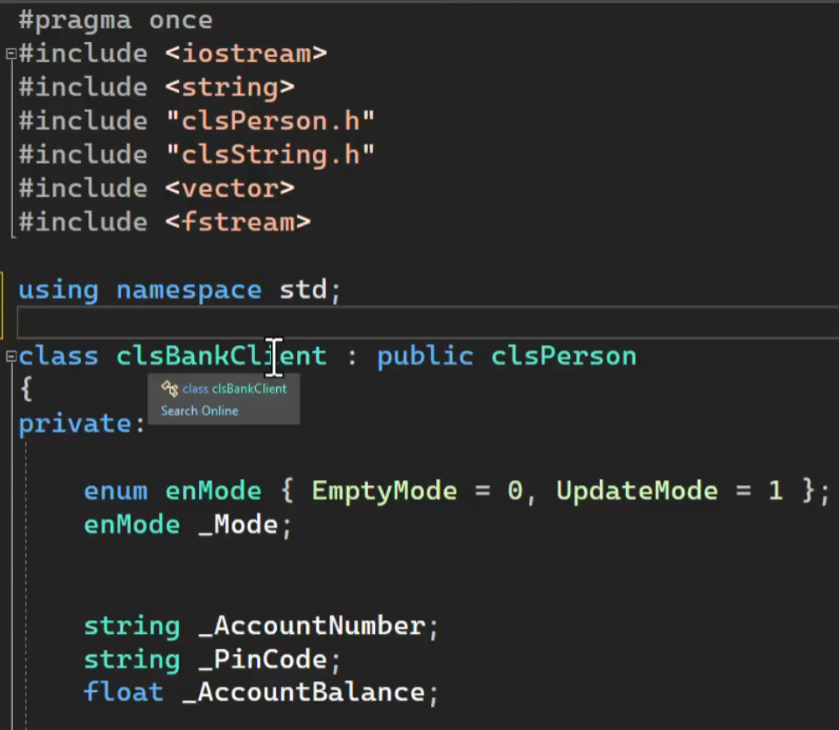 #pragma once
#include <iostream>
#include <string>
#include "clsPerson.h"
#include "clsString.h"
#include <vector>
#include <fstream>
using namespace std;
class clsBankClient : public clsPerson
{
class clsBankClient
Search Online
private:
enum enMode { EmptyMode = 0, UpdateMode = 1 };
enMode _Mode;
string _AccountNumber;
string _PinCode;
float _AccountBalance;